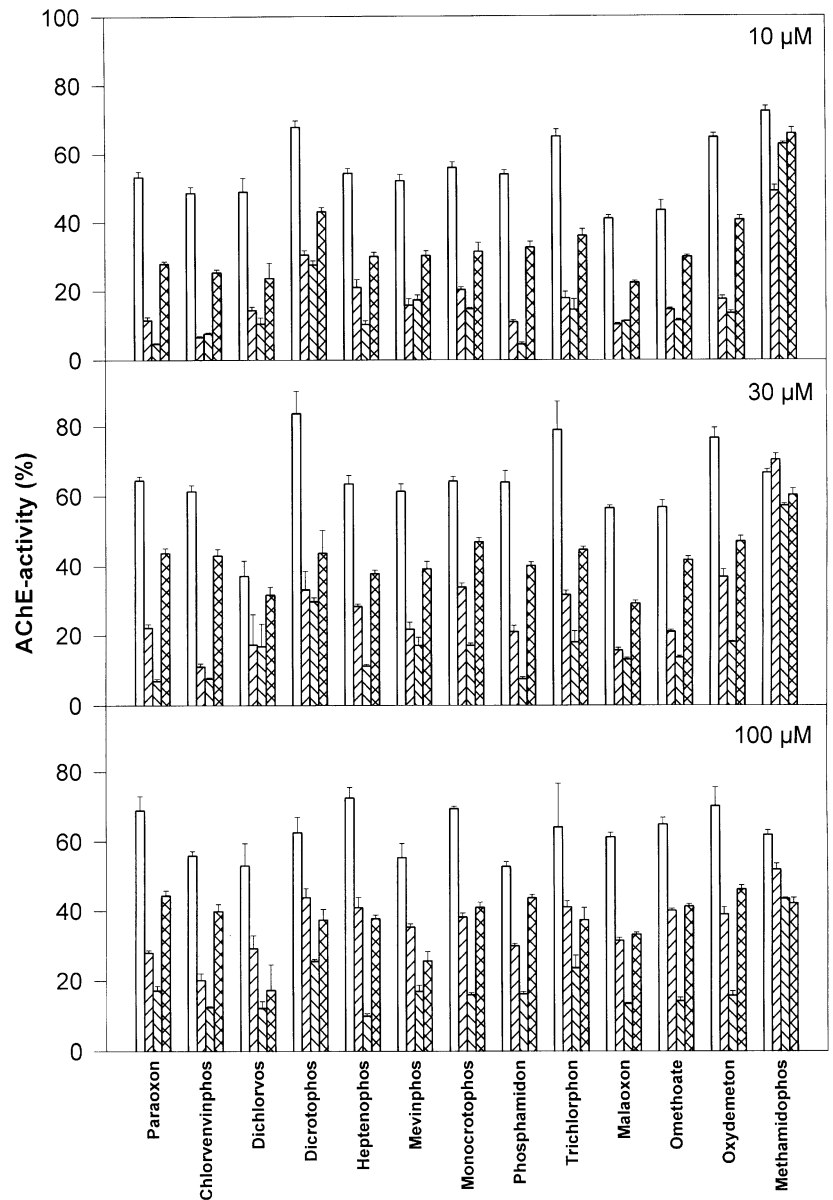 100
10 µM
80
60
40
20
0
30 µM
80
60
40
20
0
100 µM
80
60
40
20
0
AChE-activity (%)
Paraoxon
Chlorvenvinphos
Dichlorvos
Dicrotophos
Heptenophos
Mevinphos
Monocrotophos
Phosphamidon
Trichlorphon
Malaoxon
Omethoate
Oxydemeton
Methamidophos